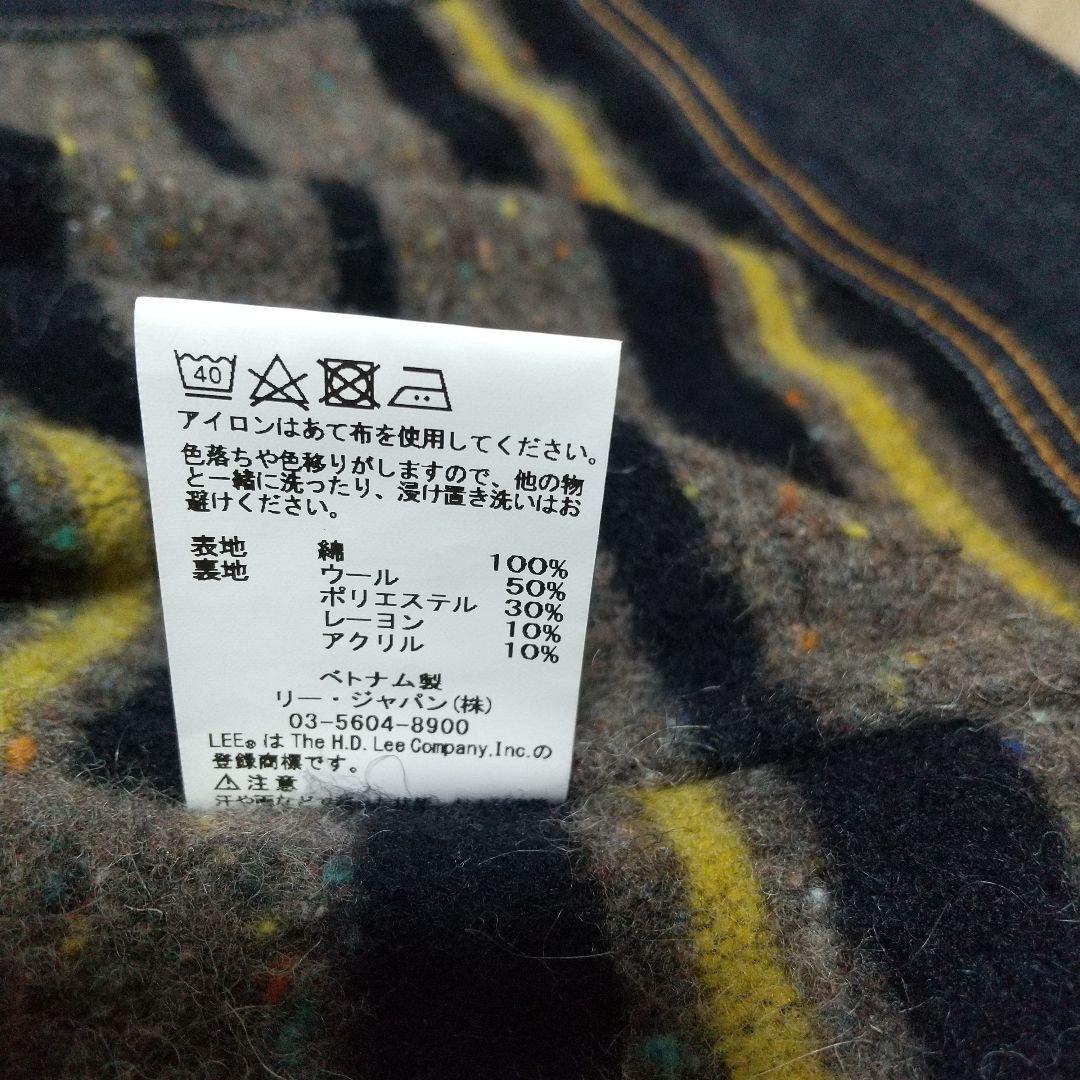 40
アイロンはあて布を使用してください。
色落ちや色移りがしますので、他の物
と一緒に洗ったり、浸け置き洗いはお
避けください。
表地 綿 100%
裏地 ウール 50%
ポリエステル 30%
レーヨン 10%
アクリル 10%
ベトナム製
リー・ジャパン(株)
03-5604-8900
LEE® は The H.D. Lee Company,Inc.の
登録商標です。
⚠注意
汗や雨など